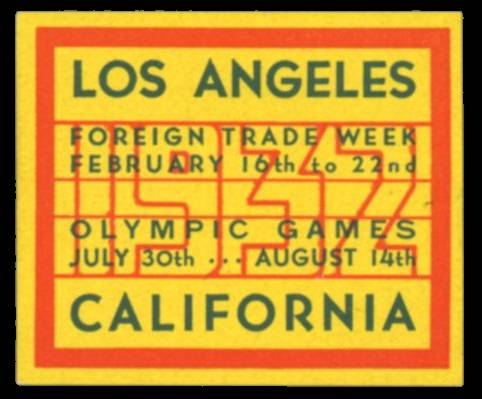 LOS ANGELES
1932
FOREIGN TRADE WEEK
FEBRUARY 16th to 22nd
OLYMPIC GAMES
JULY 30th ... AUGUST 14th
CALIFORNIA